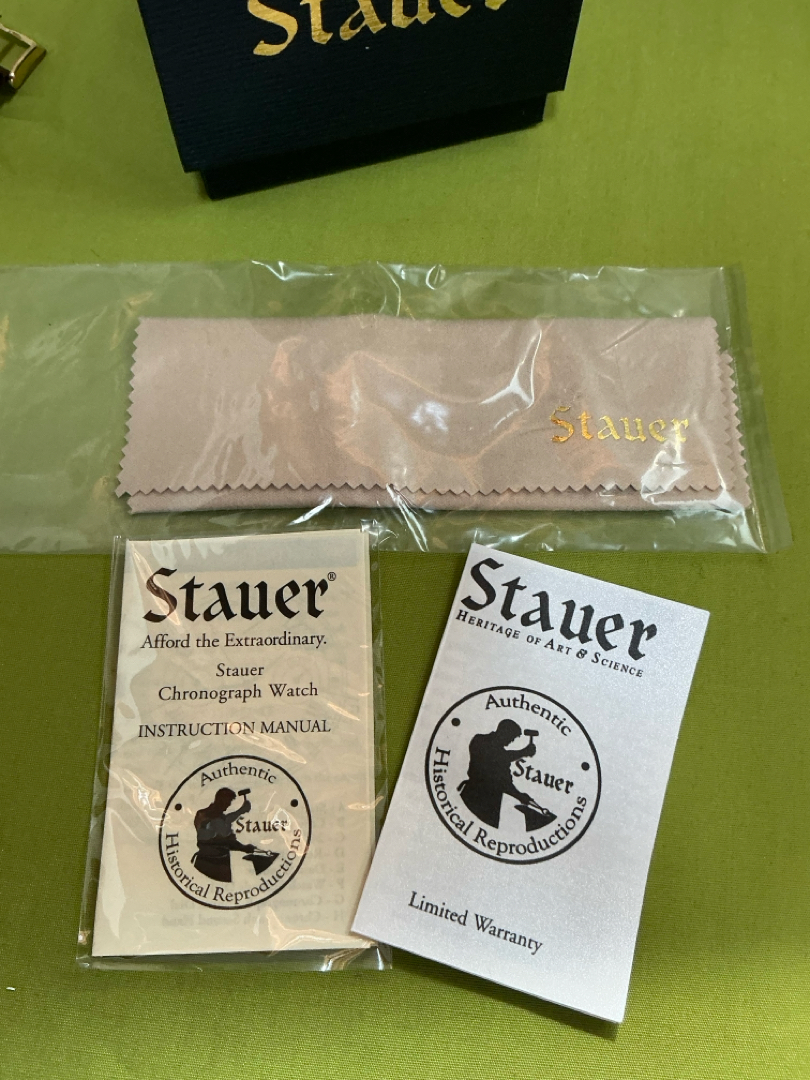 Stauer
Stauer
Stauer®
Afford the Extraordinary.
Stauer
Chronograph Watch
INSTRUCTION MANUAL
Authentic
Stauer
Historical Reproductions
Stauer
HERITAGE OF ART & SCIENCE
Authentic
Stauer
Historical Reproductions
Limited Warranty